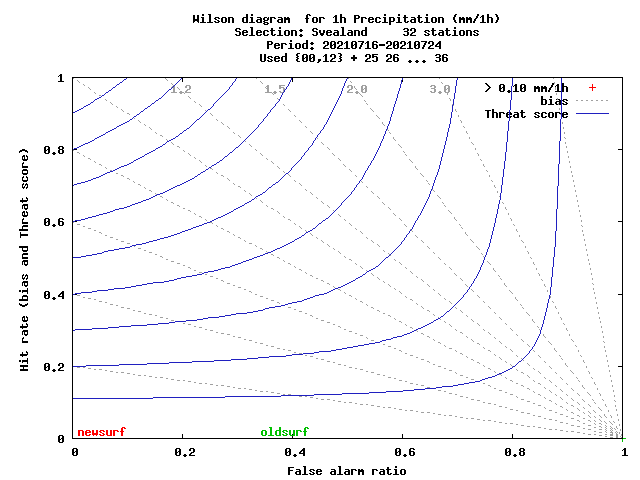 Wilson diagram  for 1h Precipitation (mm/1h)
Selection: Svealand     32 stations
Period: 20210716-20210724
Used {00,12} + 25 26 ... 36
1
1.2
1.5
2.0
3.0
> 0.10 mm/1h
bias
Threat score
0.8
0.6
0.4
0.2
0
Hit rate (bias and Threat score)
newsurf
oldsurf
0
0.2
0.4
0.6
0.8
1
False alarm ratio